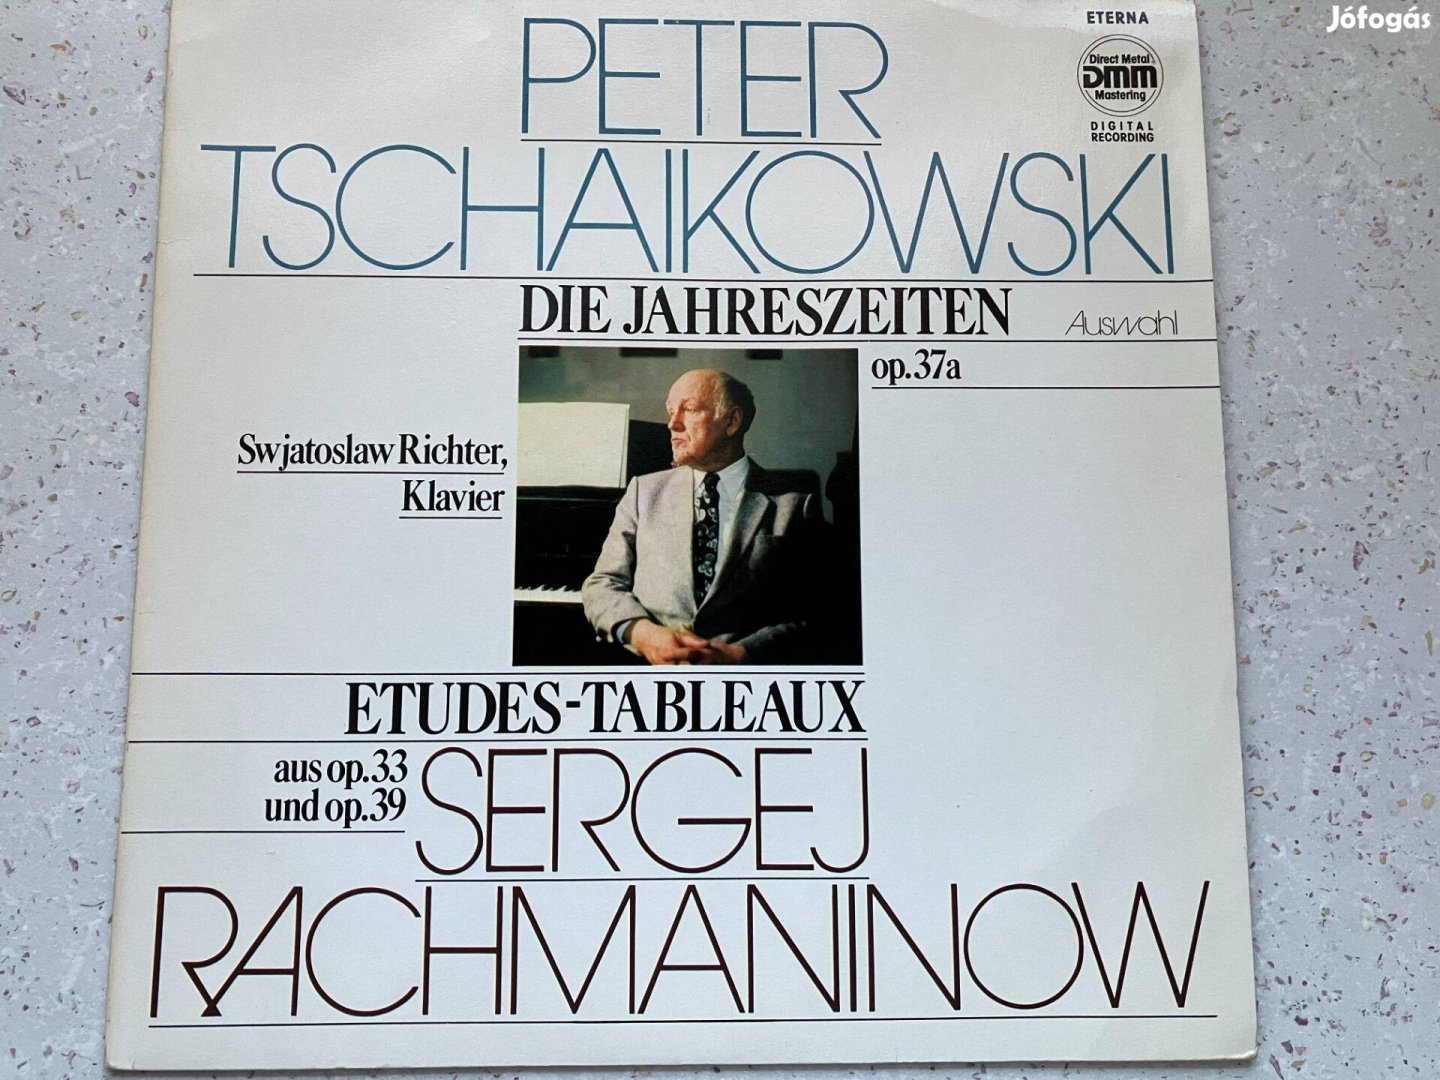 Jófogás
ETERNA
Direct Metal
DMM
Mastering
DIGITAL
RECORDING
PETER
TSCHAIKOWSKI
DIE JAHRESZEITEN Auswahl
op.37a
Swjatoslaw Richter,
Klavier
ETUDES-TABLEAUX
aus op.33
und op.39
SERGEJ
RACHMANINOW